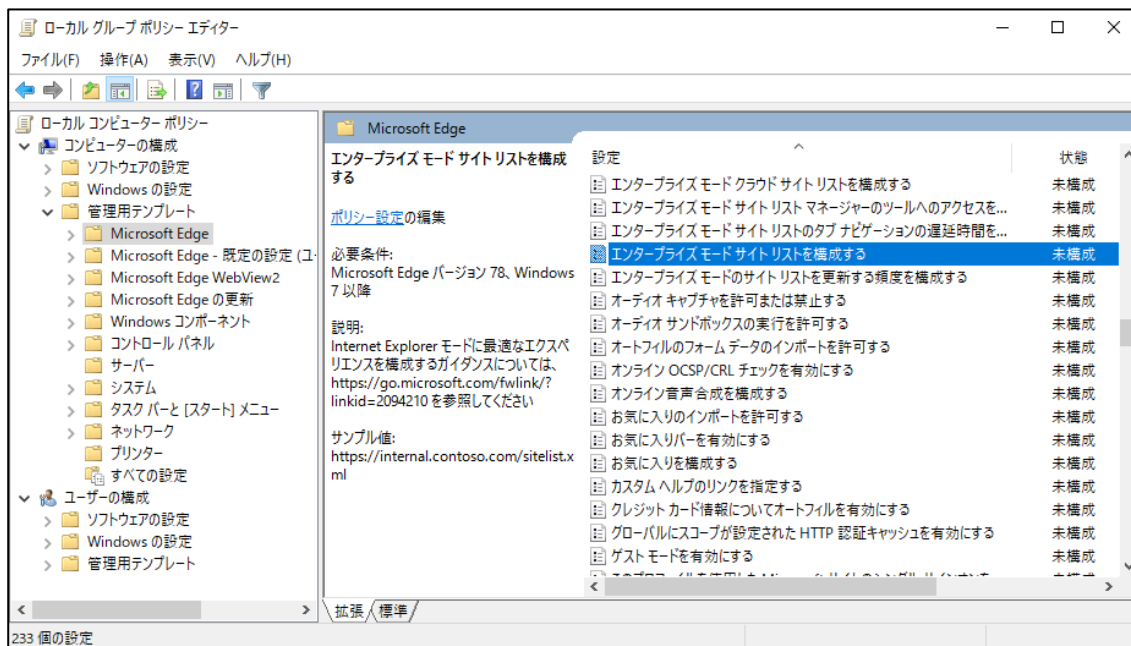 ローカル グループ ポリシー エディター
ファイル(F) 操作(A) 表示(V) ヘルプ(H)
ローカル コンピューター ポリシー
コンピューターの構成
ソフトウェアの設定
Windows の設定
管理用テンプレート
Microsoft Edge
Microsoft Edge - 既定の設定 (ユ
Microsoft Edge WebView2
Microsoft Edge の更新
Windows コンポーネント
コントロール パネル
サーバー
システム
タスク バーと [スタート] メニュー
ネットワーク
プリンター
すべての設定
ユーザーの構成
ソフトウェアの設定
Windows の設定
管理用テンプレート
Microsoft Edge
エンタープライズ モード サイト リストを構成
する
ポリシー設定の編集
必要条件:
Microsoft Edge バージョン 78、Windows
7 以降
説明:
Internet Explorer モードに最適なエクスペ
リエンスを構成するガイダンスについては、
https://go.microsoft.com/fwlink/?
linkid=2094210 を参照してください
サンプル値:
https://internal.contoso.com/sitelist.x
ml
設定 状態
エンタープライズ モード クラウド サイト リストを構成する 未構成
エンタープライズ モード サイト リスト マネージャーのツールへのアクセスを... 未構成
エンタープライズ モード サイト リストのタブ ナビゲーションの遅延時間を... 未構成
エンタープライズ モード サイト リストを構成する 未構成
エンタープライズ モードのサイト リストを更新する頻度を構成する 未構成
オーディオ キャプチャを許可または禁止する 未構成
オーディオ サンドボックスの実行を許可する 未構成
オートフィルのフォーム データのインポートを許可する 未構成
オンライン OCSP/CRL チェックを有効にする 未構成
オンライン音声合成を構成する 未構成
お気に入りのインポートを許可する 未構成
お気に入りバーを有効にする 未構成
お気に入りを構成する 未構成
カスタム ヘルプのリンクを指定する 未構成
クレジット カード情報についてオートフィルを有効にする 未構成
グローバルにスコープが設定された HTTP 認証キャッシュを有効にする 未構成
ゲスト モードを有効にする 未構成
拡張 標準
233 個の設定